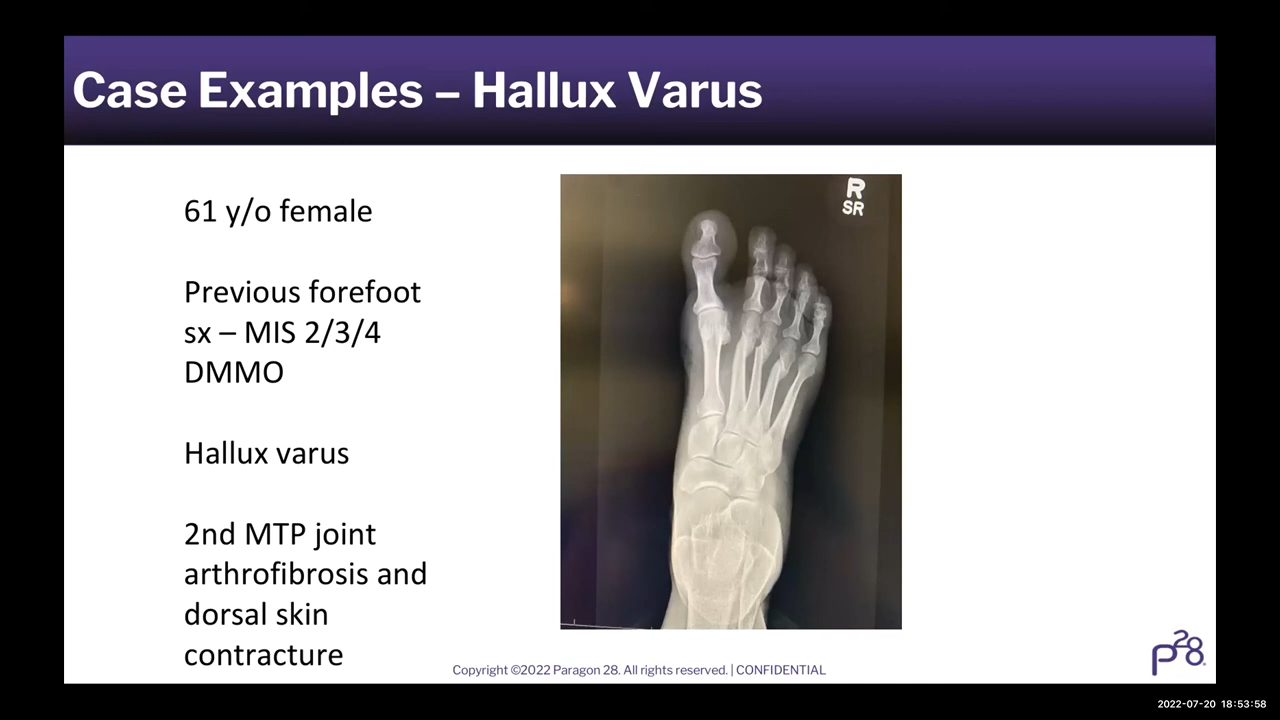 Case Examples – Hallux Varus
R
SR
61 y/o female
Previous forefoot
sx – MIS 2/3/4
DMMO
Hallux varus
2nd MTP joint
arthrofibrosis and
dorsal skin
contracture
Copyright ©2022 Paragon 28. All rights reserved. | CONFIDENTIAL
P28
2022-07-20 18:53:58